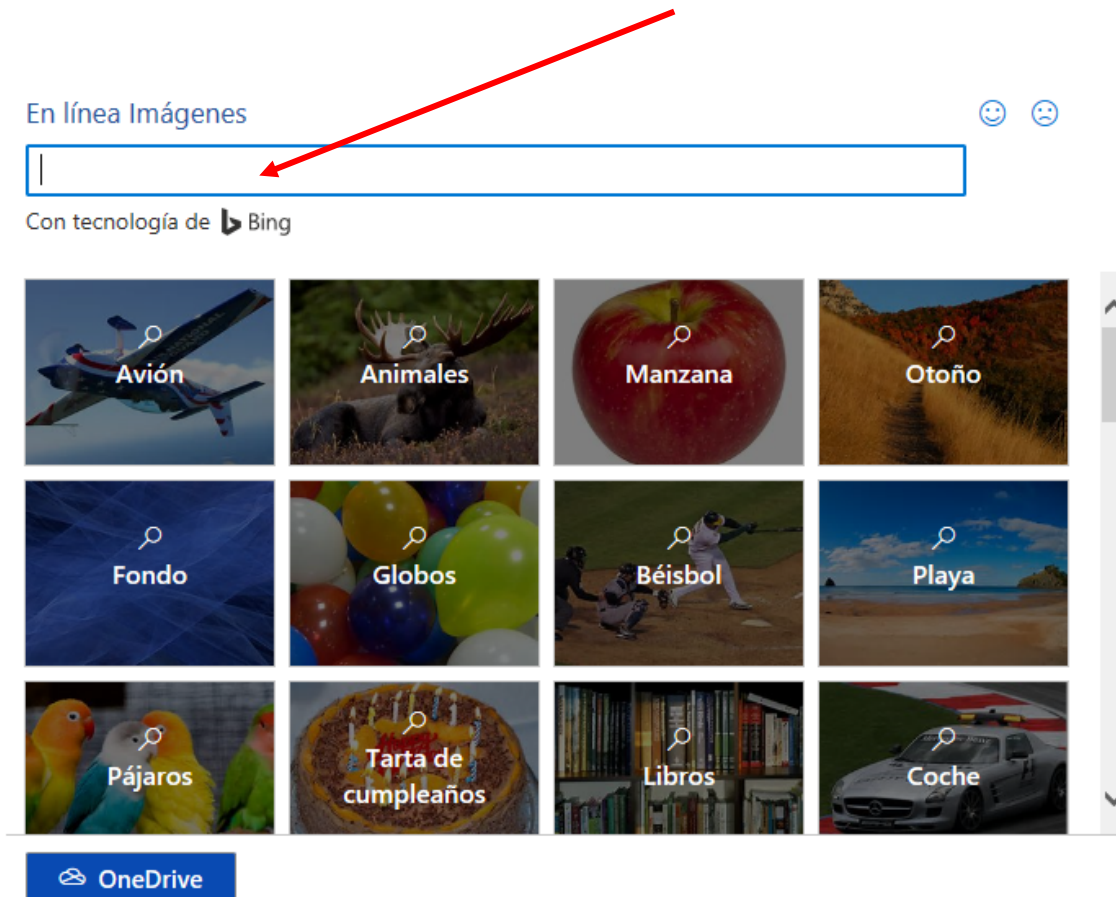 En línea Imágenes
Con tecnología de Bing
Avión
Animales
Manzana
Otoño
Fondo
Globos
Béisbol
Playa
Pájaros
Tarta de
cumpleaños
Libros
Coche
OneDrive